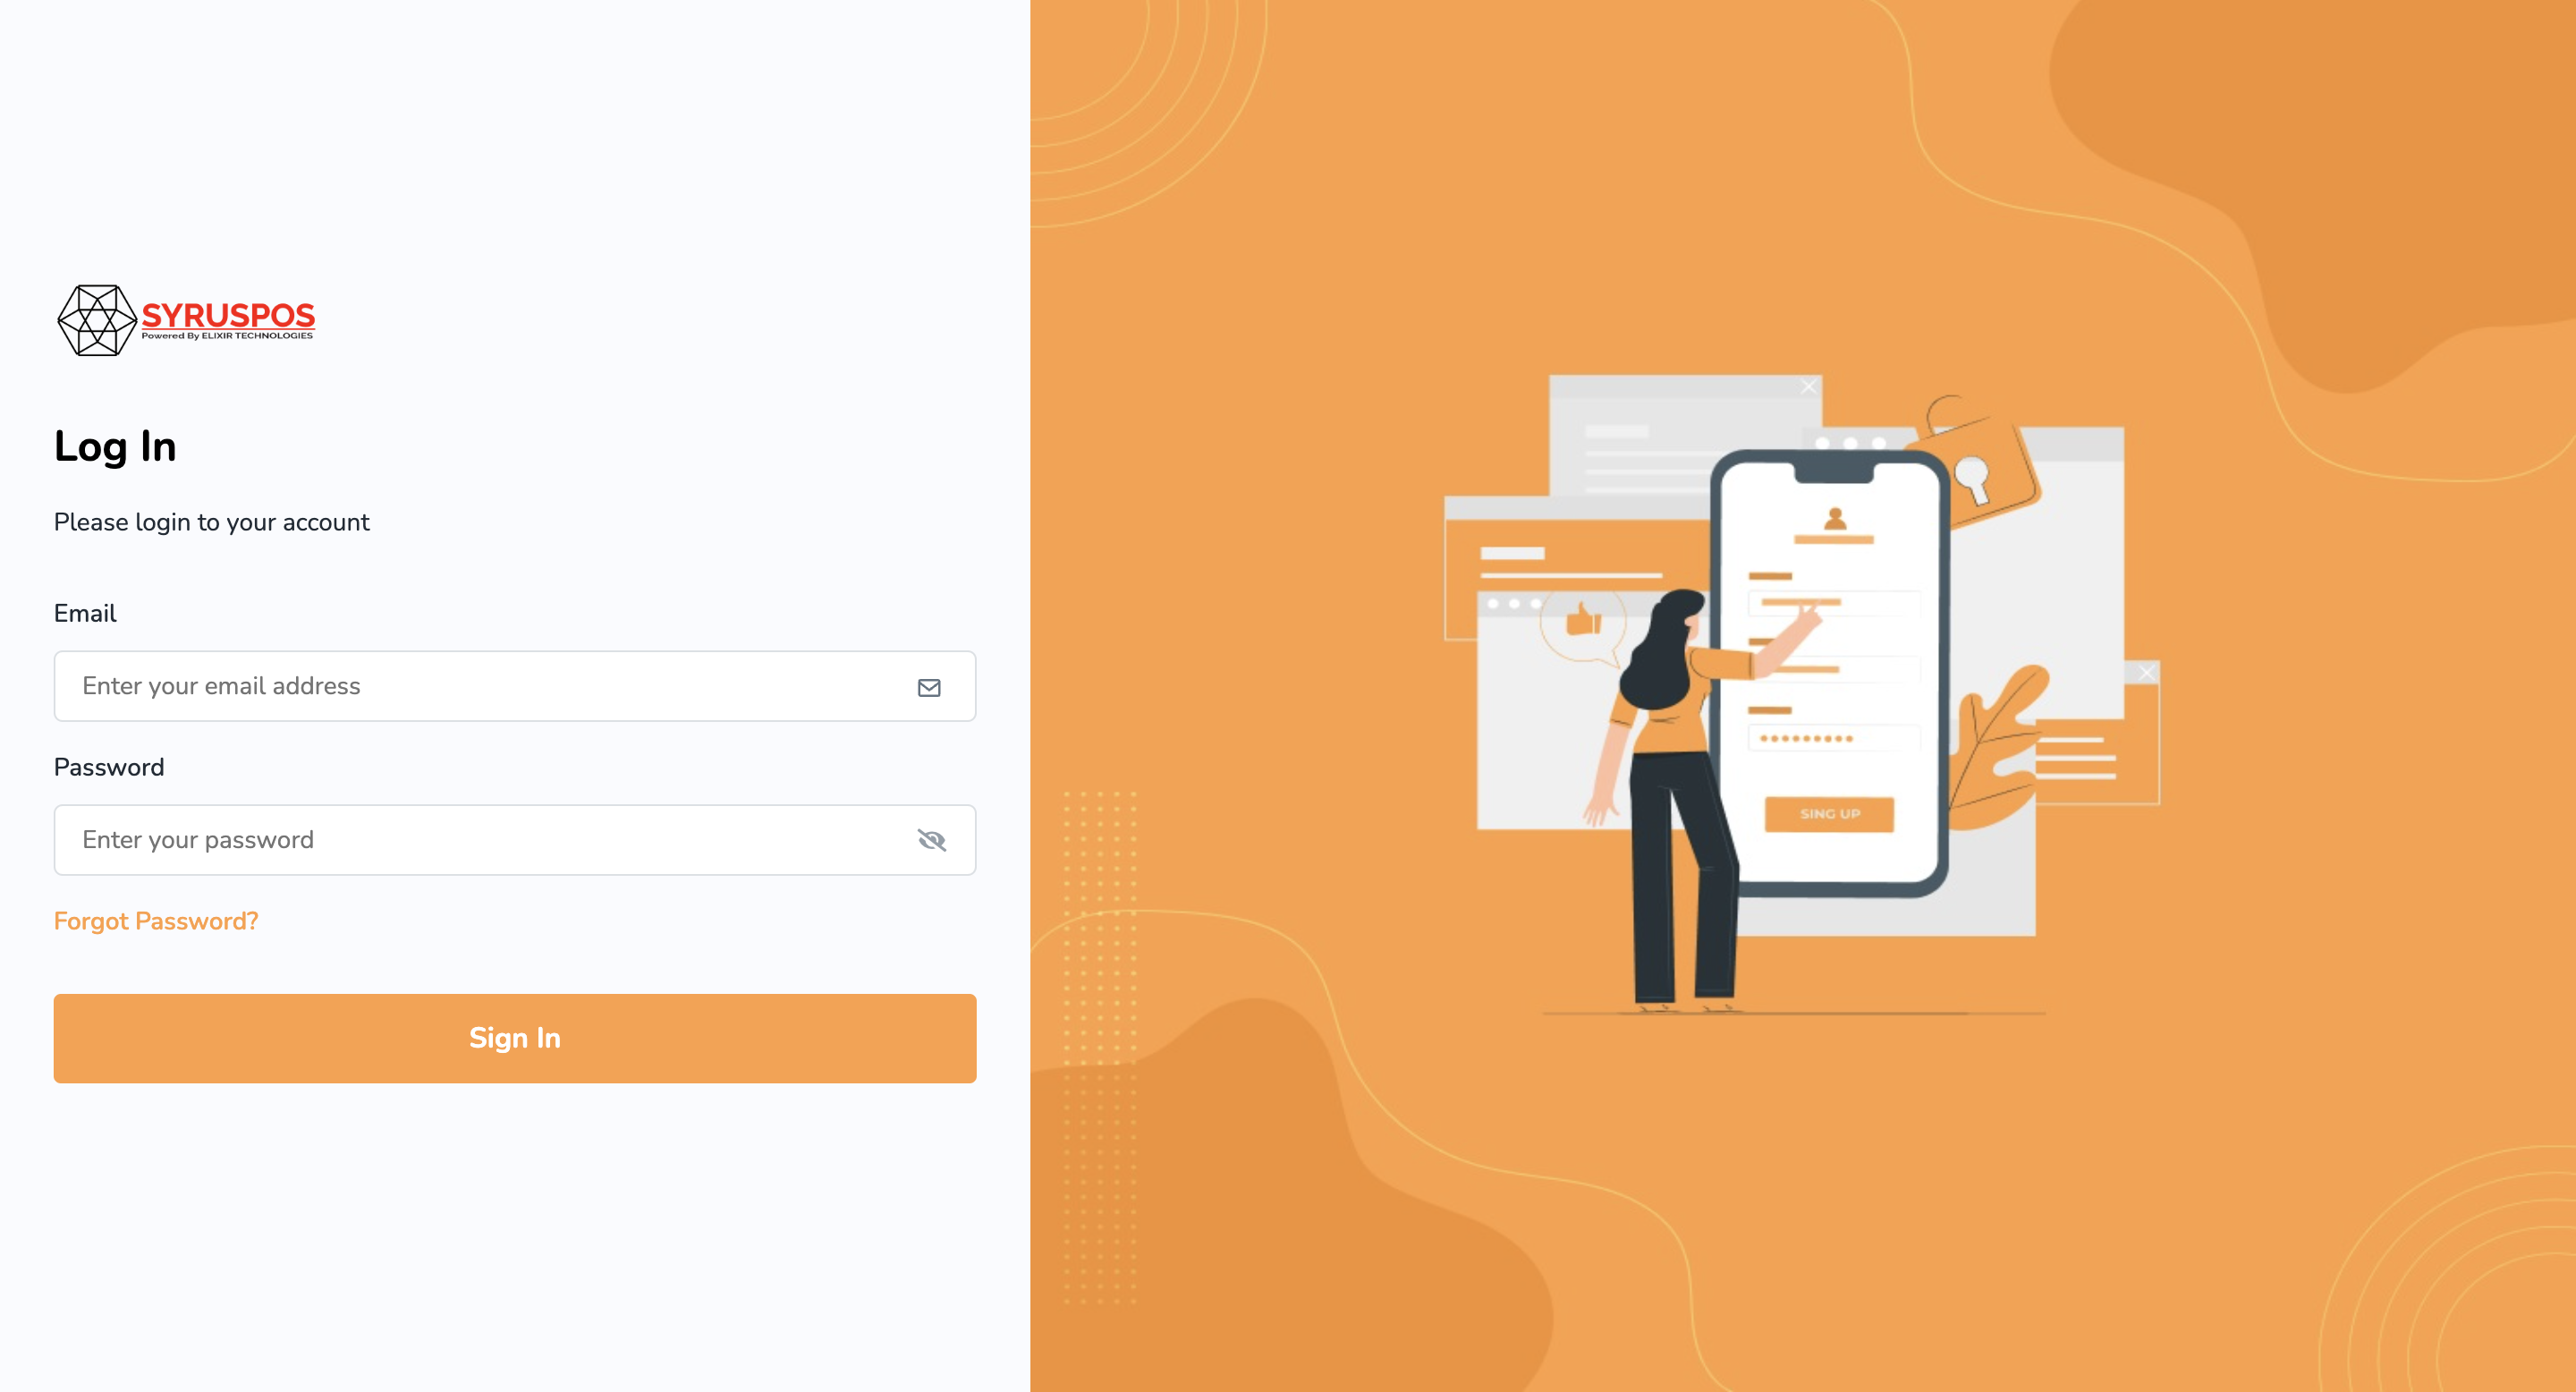 SYRUSPOS
Powered By ELIXIR TECHNOLOGIES
Log In
Please login to your account
Email
Enter your email address
Password
Enter your password
Forgot Password?
Sign In
SING UP